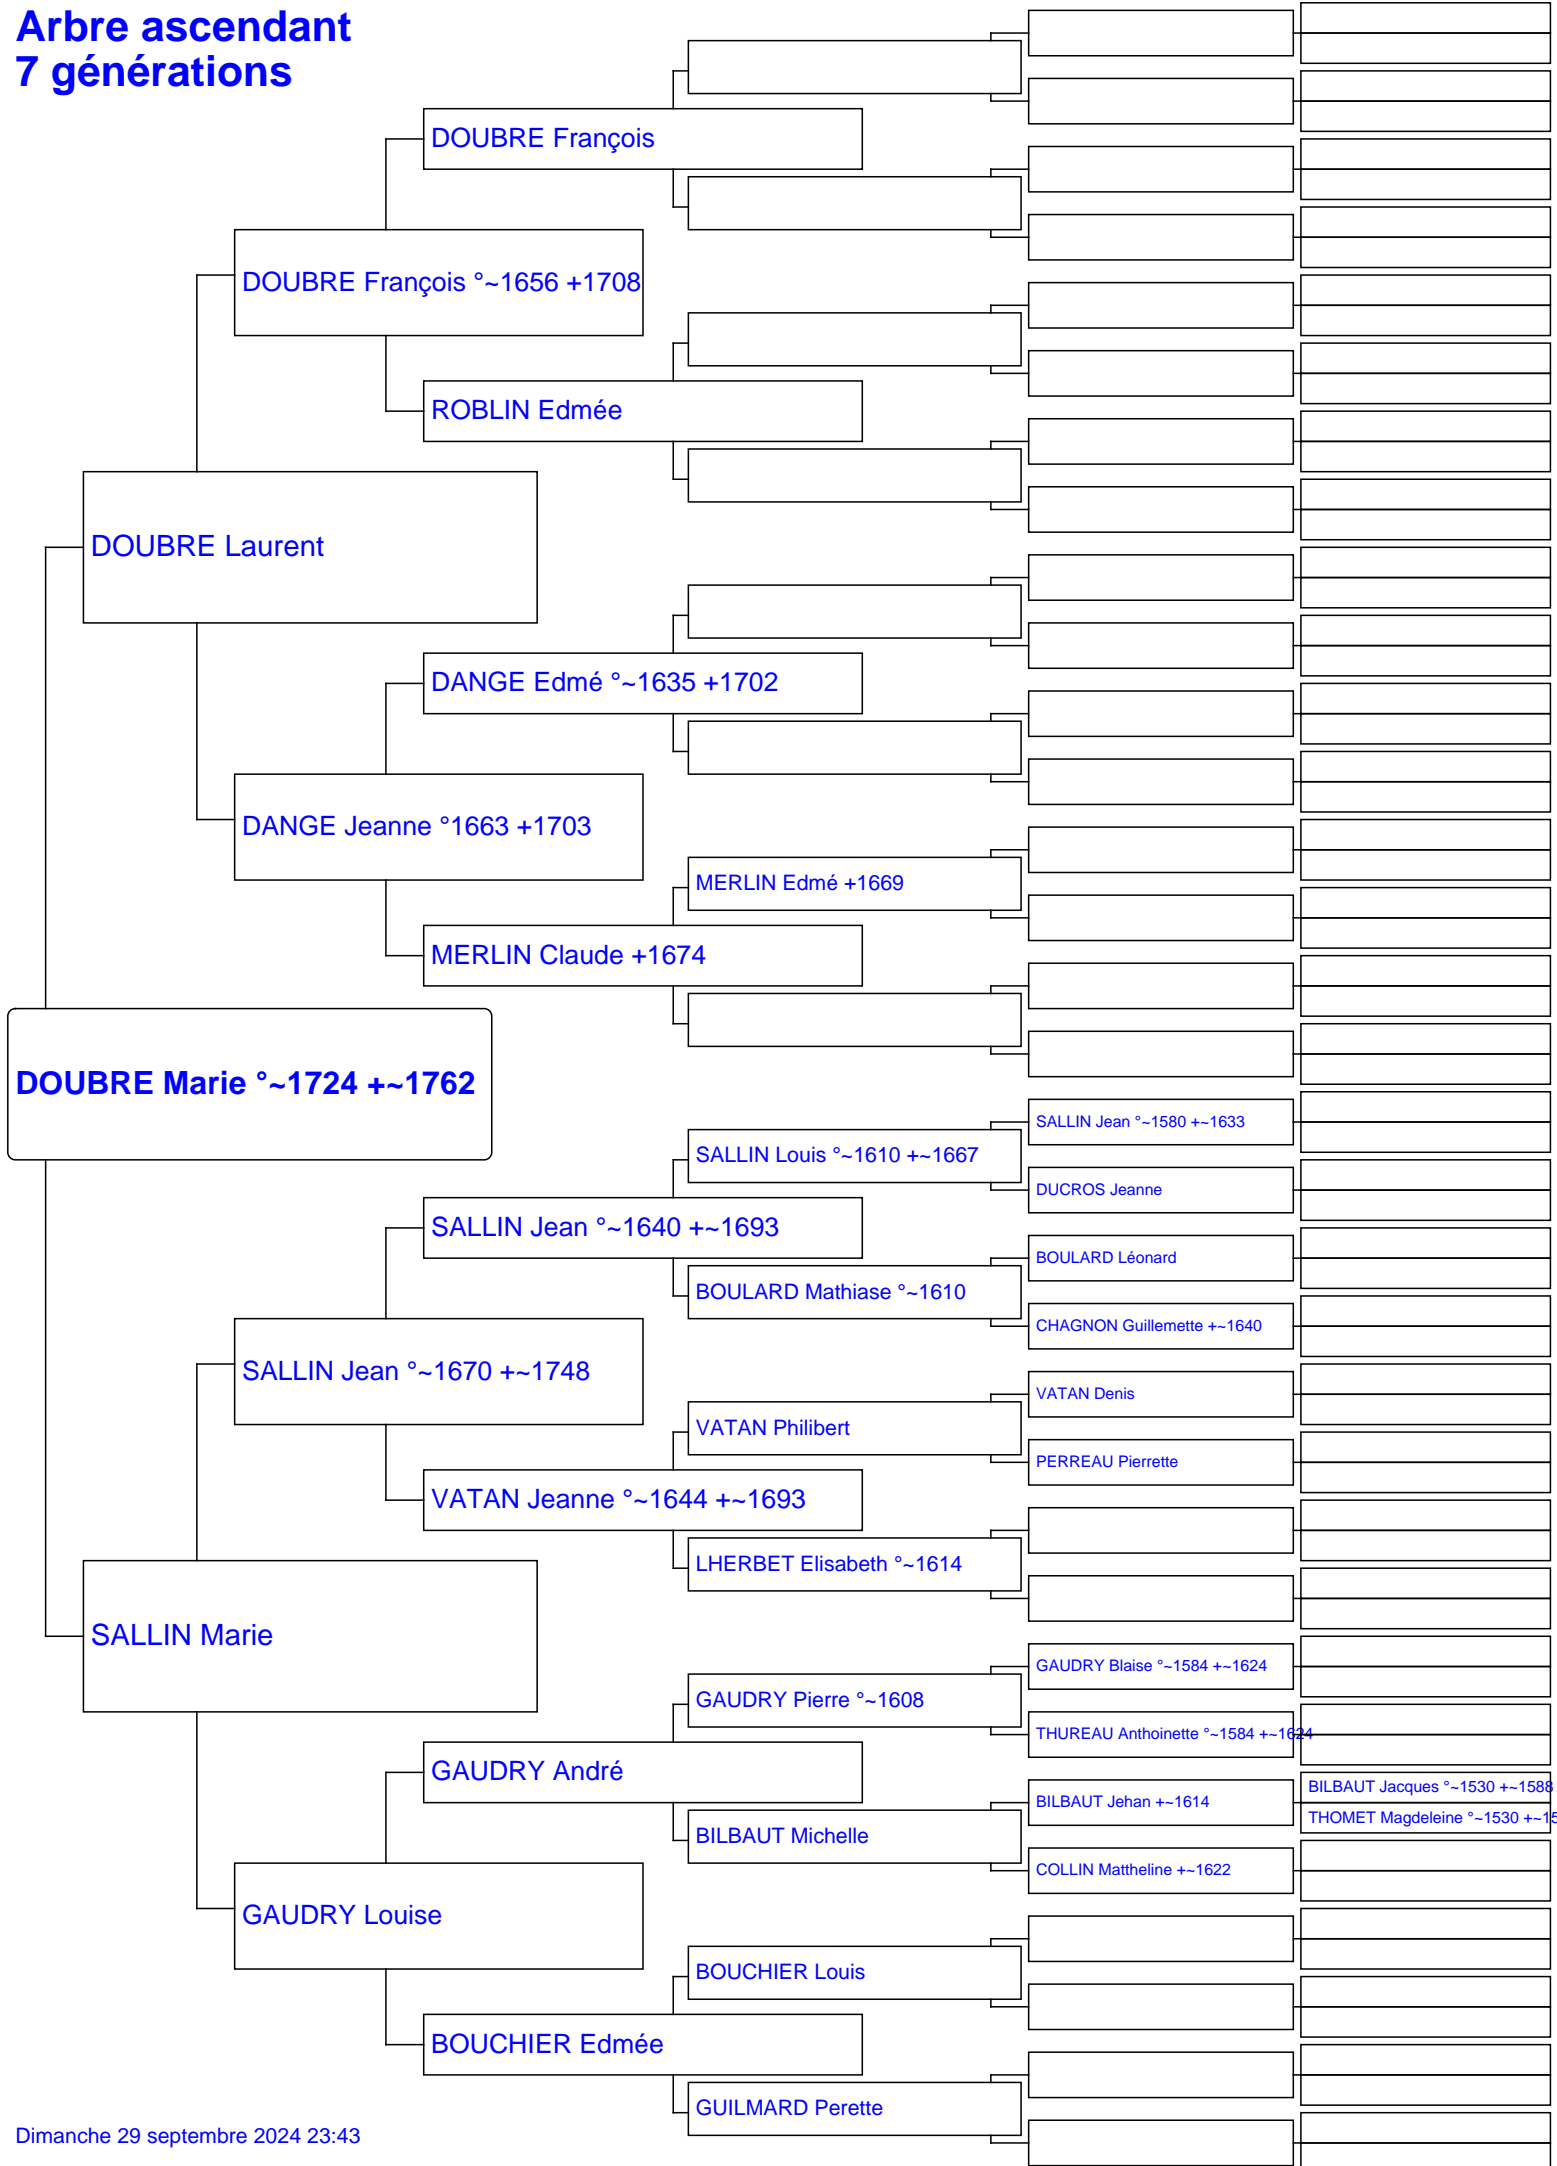 Arbre ascendant
7 générations
DOUBRE François
DOUBRE François °~1656 +1708
ROBLIN Edmée
DOUBRE Laurent
DANGE Edmé °~1635 +1702
DANGE Jeanne °1663 +1703
MERLIN Edmé +1669
MERLIN Claude +1674
DOUBRE Marie °~1724 +~1762
SALLIN Jean °~1580 +~1633
SALLIN Louis °~1610 +~1667
DUCROS Jeanne
SALLIN Jean °~1640 +~1693
BOULARD Léonard
BOULARD Mathiase °~1610
CHAGNON Guillemette +~1640
SALLIN Jean °~1670 +~1748
VATAN Denis
VATAN Philibert
PERREAU Pierrette
VATAN Jeanne °~1644 +~1693
LHERBET Elisabeth °~1614
SALLIN Marie
GAUDRY Blaise °~1584 +~1624
GAUDRY Pierre °~1608
THUREAU Anthoinette °~1584 +~1624
GAUDRY André
BILBAUT Jacques °~1530 +~1588
BILBAUT Jehan +~1614
THOMET Magdeleine °~1530 +~15
BILBAUT Michelle
COLLIN Mattheline +~1622
GAUDRY Louise
BOUCHIER Louis
BOUCHIER Edmée
GUILMARD Perette
Dimanche 29 septembre 2024 23:43